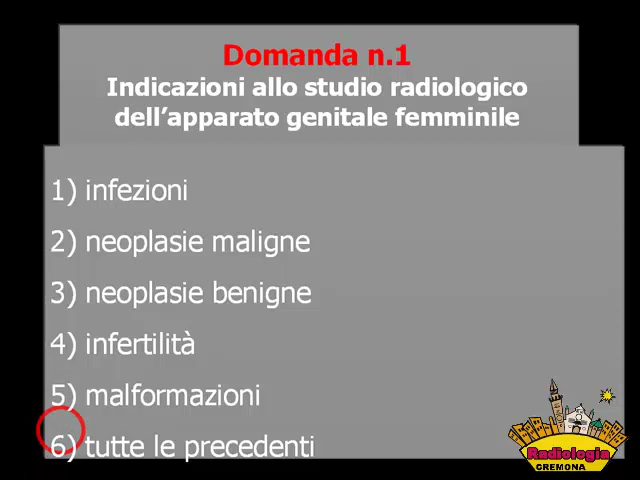 Domanda n.1
Indicazioni allo studio radiologico
dell’apparato genitale femminile
1) infezioni
2) neoplasie maligne
3) neoplasie benigne
4) infertilità
5) malformazioni
6) tutte le precedenti
Radiologia
CREMONA